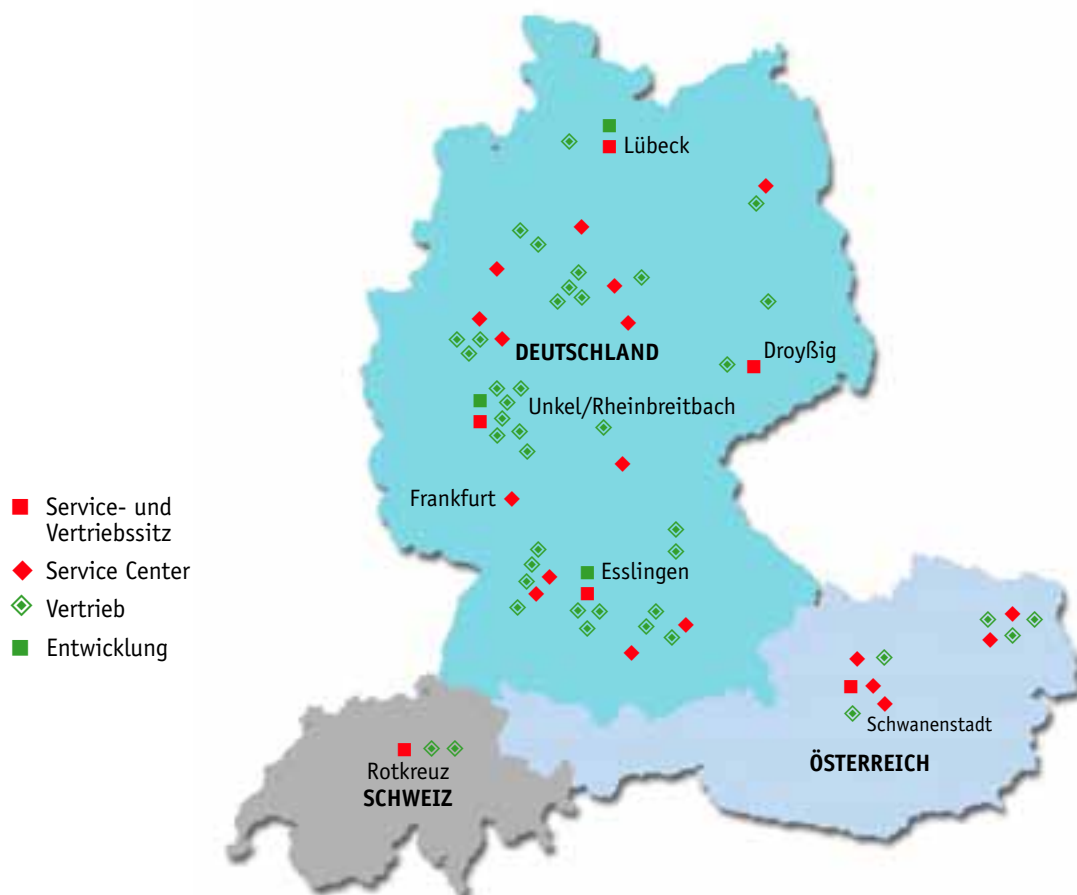 Lübeck
DEUTSCHLAND
Droyßig
Unkel/Rheinbreitbach
Frankfurt
Esslingen
Schwanenstadt
ÖSTERREICH
Rotkreuz
SCHWEIZ
Service- und
Vertriebssitz
Service Center
Vertrieb
Entwicklung